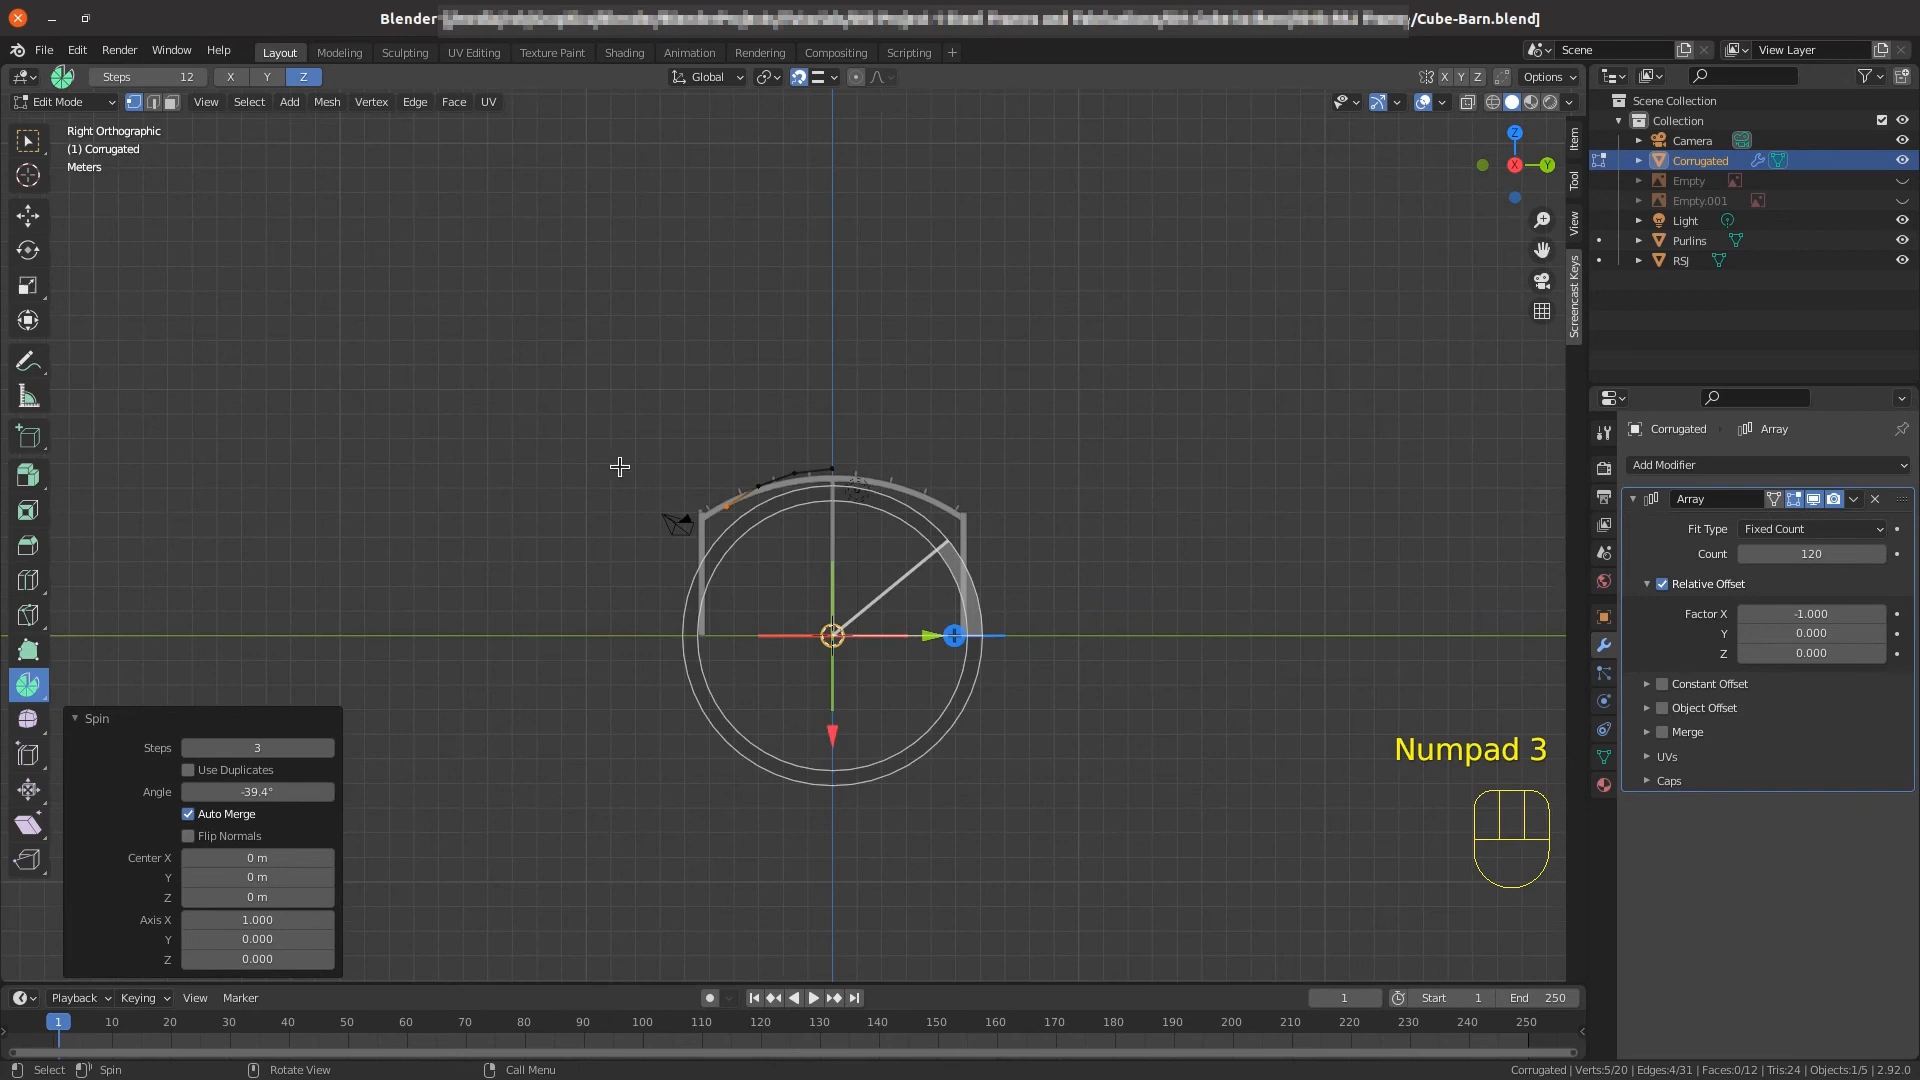 Blender
/Cube-Barn.blend]
File Edit Render Window Help
Layout Modeling Sculpting UV Editing Texture Paint Shading Animation Rendering Compositing Scripting +
Scene
View Layer
Steps 12 X Y Z
Global
X Y Z
Options
Edit Mode View Select Add Mesh Vertex Edge Face UV
Right Orthographic
(1) Corrugated
Meters
Z
X
Y
Item
Tool
View
Screencast Keys
Scene Collection
Collection
Camera
Corrugated
Empty
Empty.001
Light
Purlins
RSJ
Corrugated Array
Add Modifier
Array
Fit Type Fixed Count
Count 120
Relative Offset
Factor X -1.000
Y 0.000
Z 0.000
Constant Offset
Object Offset
Merge
UVs
Caps
Spin
Steps 3
Use Duplicates
Angle -39.4°
Auto Merge
Flip Normals
Center X 0 m
Y 0 m
Z 0 m
Axis X 1.000
Y 0.000
Z 0.000
Numpad 3
Playback Keying View Marker
1 Start 1 End 250
1 10 20 30 40 50 60 70 80 90 100 110 120 130 140 150 160 170 180 190 200 210 220 230 240 250
Select Spin Rotate View Call Menu
Corrugated | Verts:5/20 | Edges:4/31 | Faces:0/12 | Tris:24 | Objects:1/5 | 2.92.0